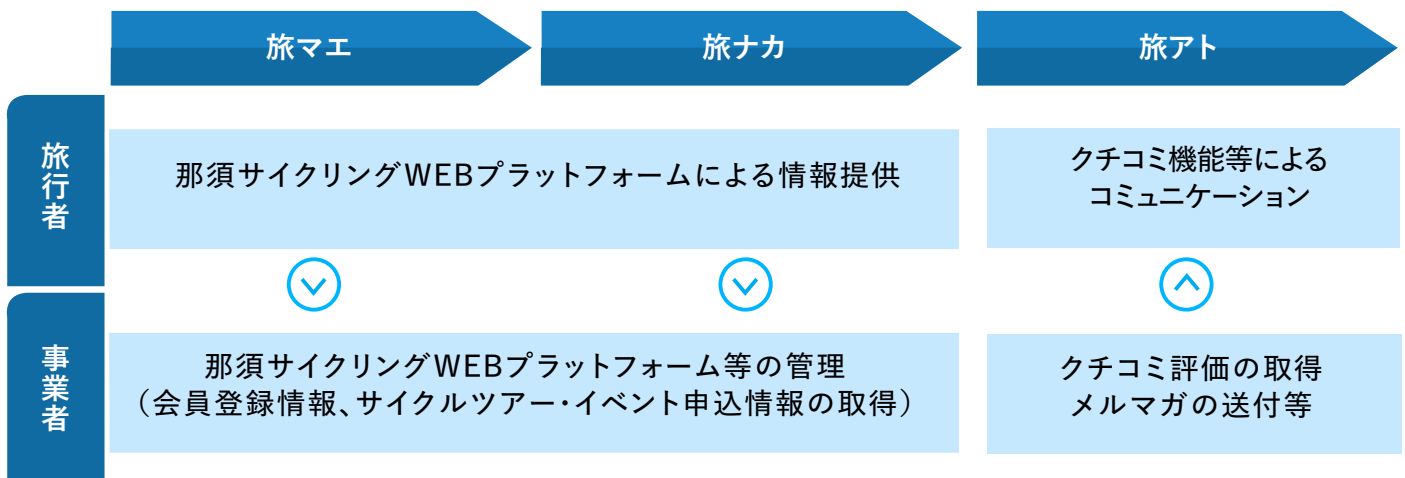 旅マエ
旅ナカ
旅アト
旅行者
那須サイクリングWEBプラットフォームによる情報提供
クチコミ機能等による
コミュニケーション
事業者
那須サイクリングWEBプラットフォーム等の管理
（会員登録情報、サイクルツアー・イベント申込情報の取得）
クチコミ評価の取得
メルマガの送付等